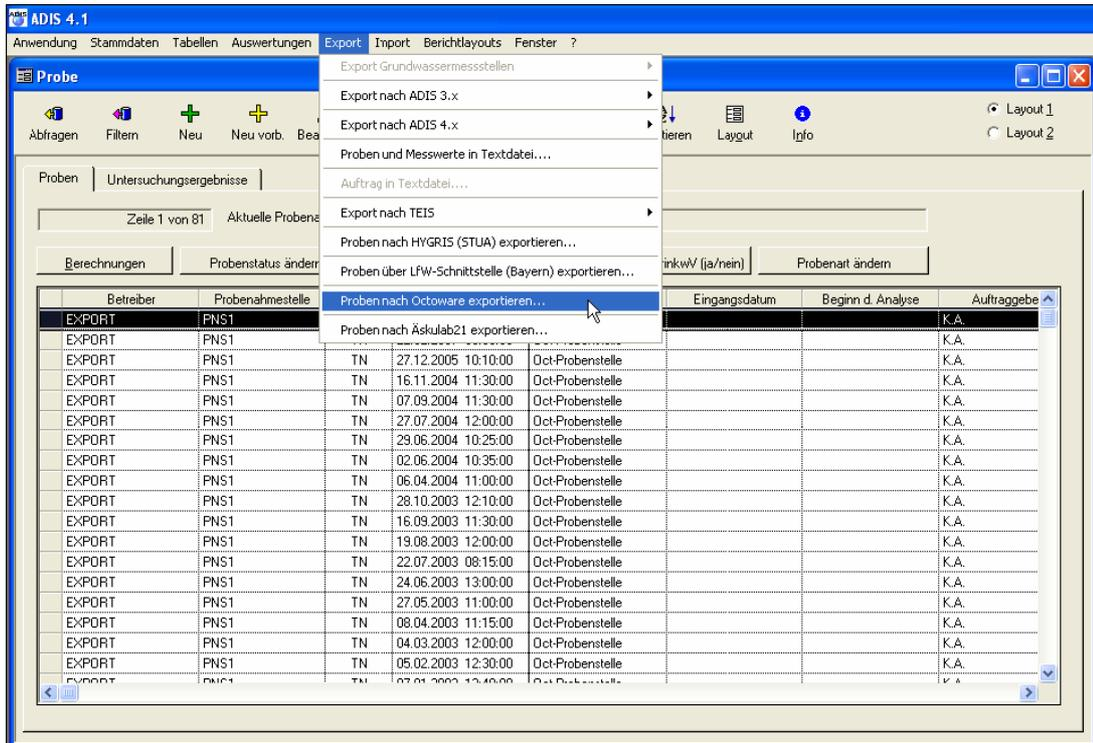 ADIS 4.1
Anwendung Stammdaten Tabellen Auswertungen Export Import Berichtlayouts Fenster ?
Export Grundwassermessstellen
Export nach ADIS 3.x
Export nach ADIS 4.x
Proben und Messwerte in Textdatei....
Auftrag in Textdatei....
Export nach TEIS
Proben nach HYGRIS (STUA) exportieren...
Proben über LfW-Schnittstelle (Bayern) exportieren...
Proben nach Octoware exportieren...
Proben nach Äskulab21 exportieren...
Probe
Abfragen Filtern Neu Neu vorb. Bea tieren Layout Info
Layout 1
Layout 2
Proben Untersuchungsergebnisse
Zeile 1 von 81 Aktuelle Probena
Berechnungen Probenstatus änder rinkwV (ja/nein) Probenart ändern
Betreiber Probenahmestelle Eingangsdatum Beginn d. Analyse Auftraggebe
EXPORT PNS1 K.A.
EXPORT PNS1 K.A.
EXPORT PNS1 TN 27.12.2005 10:10:00 Oct-Probenstelle K.A.
EXPORT PNS1 TN 16.11.2004 11:30:00 Oct-Probenstelle K.A.
EXPORT PNS1 TN 07.09.2004 11:30:00 Oct-Probenstelle K.A.
EXPORT PNS1 TN 27.07.2004 12:00:00 Oct-Probenstelle K.A.
EXPORT PNS1 TN 29.06.2004 10:25:00 Oct-Probenstelle K.A.
EXPORT PNS1 TN 02.06.2004 10:35:00 Oct-Probenstelle K.A.
EXPORT PNS1 TN 06.04.2004 11:00:00 Oct-Probenstelle K.A.
EXPORT PNS1 TN 28.10.2003 12:10:00 Oct-Probenstelle K.A.
EXPORT PNS1 TN 16.09.2003 11:30:00 Oct-Probenstelle K.A.
EXPORT PNS1 TN 19.08.2003 12:00:00 Oct-Probenstelle K.A.
EXPORT PNS1 TN 22.07.2003 08:15:00 Oct-Probenstelle K.A.
EXPORT PNS1 TN 24.06.2003 13:00:00 Oct-Probenstelle K.A.
EXPORT PNS1 TN 27.05.2003 11:00:00 Oct-Probenstelle K.A.
EXPORT PNS1 TN 08.04.2003 11:15:00 Oct-Probenstelle K.A.
EXPORT PNS1 TN 04.03.2003 12:00:00 Oct-Probenstelle K.A.
EXPORT PNS1 TN 05.02.2003 12:30:00 Oct-Probenstelle K.A.